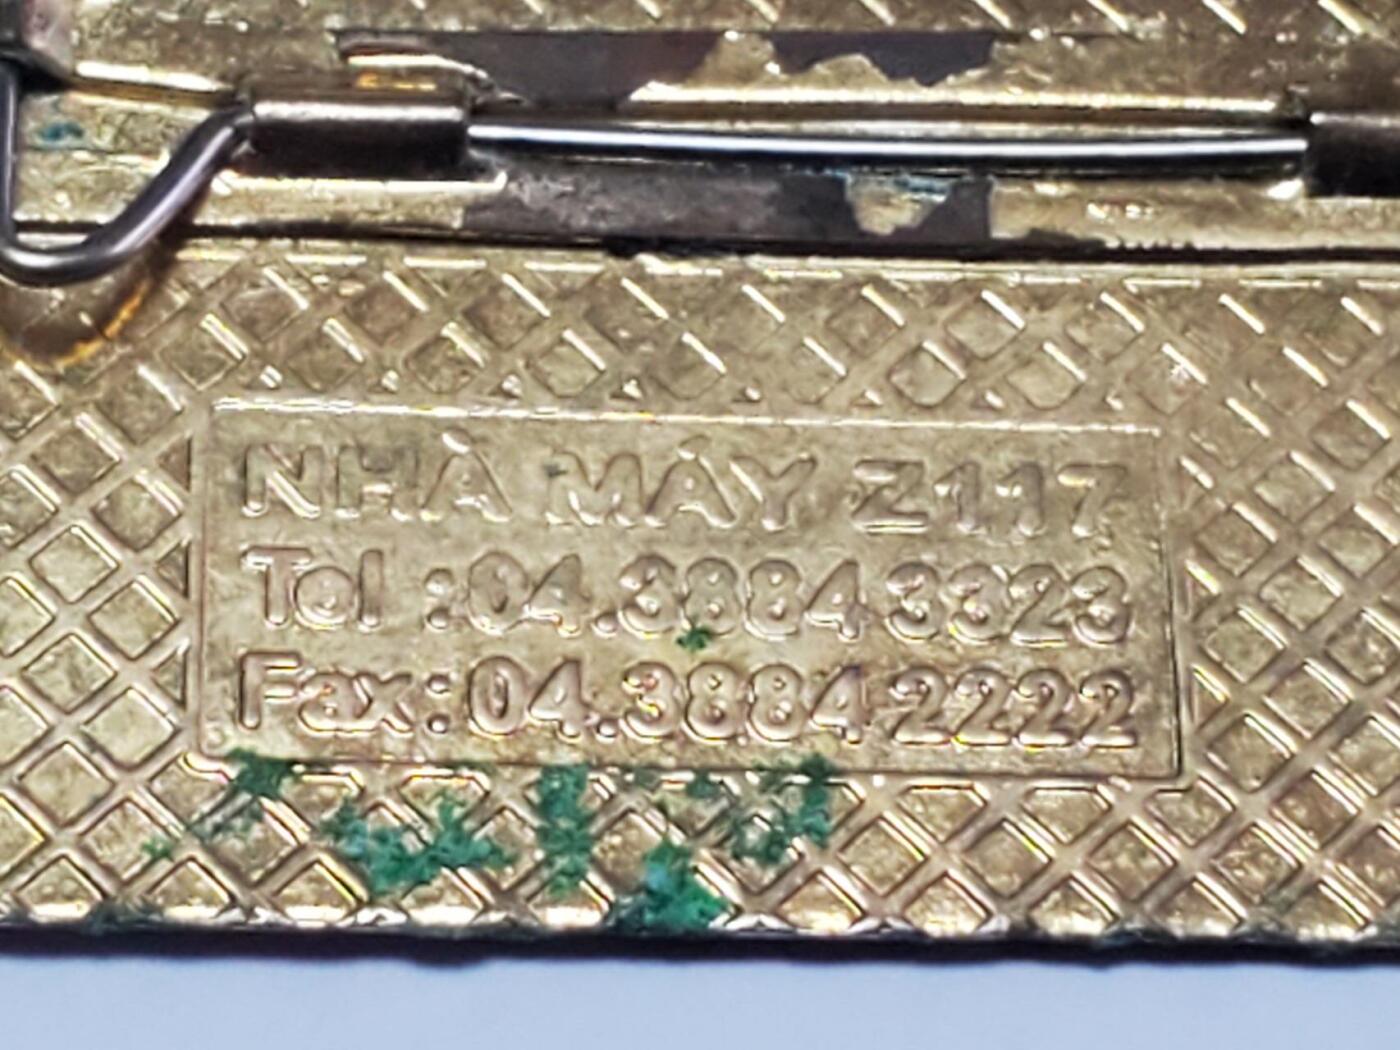 NHÀ MÁY Z117
Tel :04.3884 3323
Fax:04.3884 2222